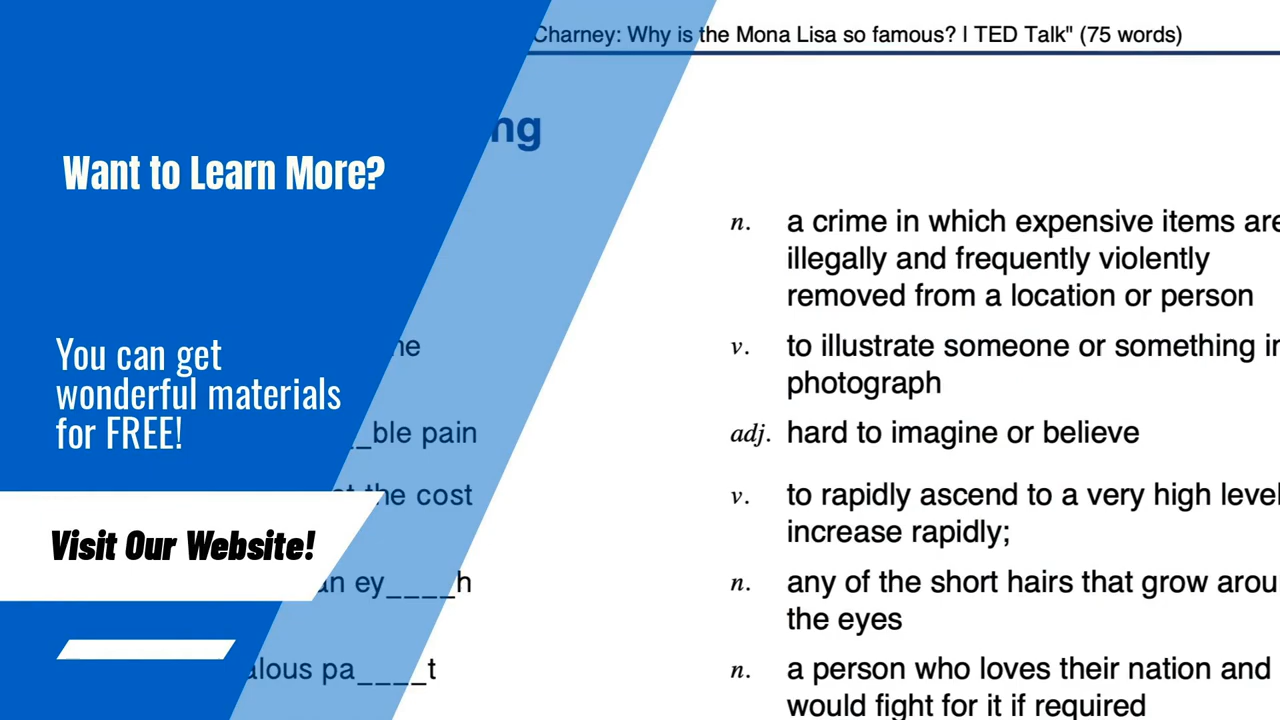 Charney: Why is the Mona Lisa so famous? | TED Talk" (75 words)
ng
Want to Learn More?
You can get
wonderful materials
for FREE!
Visit Our Website!
ne
_ble pain
the cost
an ey____h
alous pa____t
n. a crime in which expensive items are
illegally and frequently violently
removed from a location or person
v. to illustrate someone or something in
photograph
adj. hard to imagine or believe
v. to rapidly ascend to a very high level
increase rapidly;
n. any of the short hairs that grow arou
the eyes
n. a person who loves their nation and
would fight for it if required